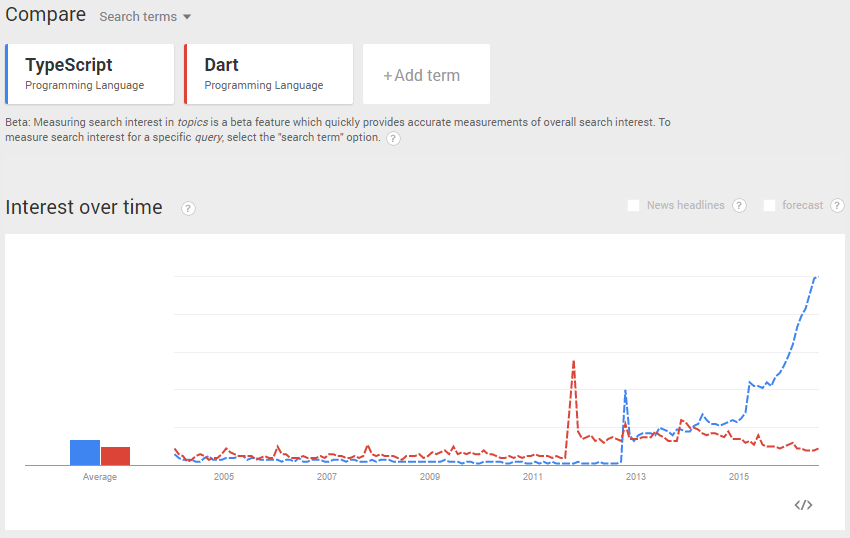 Compare Search terms
TypeScript
Programming Language
Dart
Programming Language
+Add term
Beta: Measuring search interest in topics is a beta feature which quickly provides accurate measurements of overall search interest. To
measure search interest for a specific query, select the "search term" option. ?
Interest over time ?
News headlines ? forecast ?
Average 2005 2007 2009 2011 2013 2015
</>